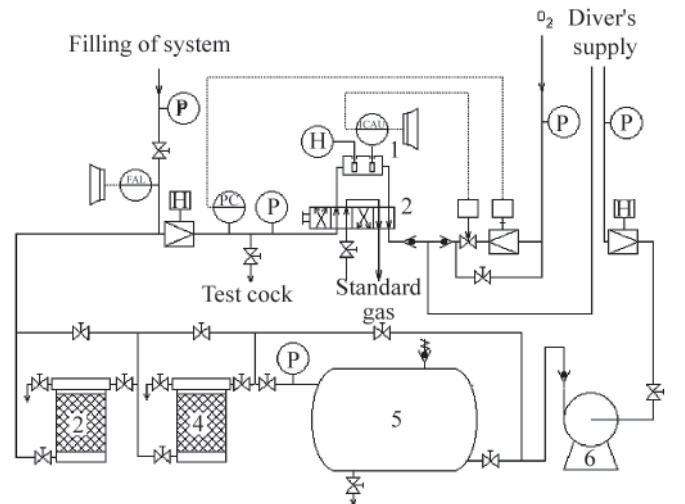 O₂
Diver's
supply
Filling of system
P
P
P
ICAU
H
1
FAL
H
PC
P
2
H
Test cock
Standard
gas
P
2
4
5
6